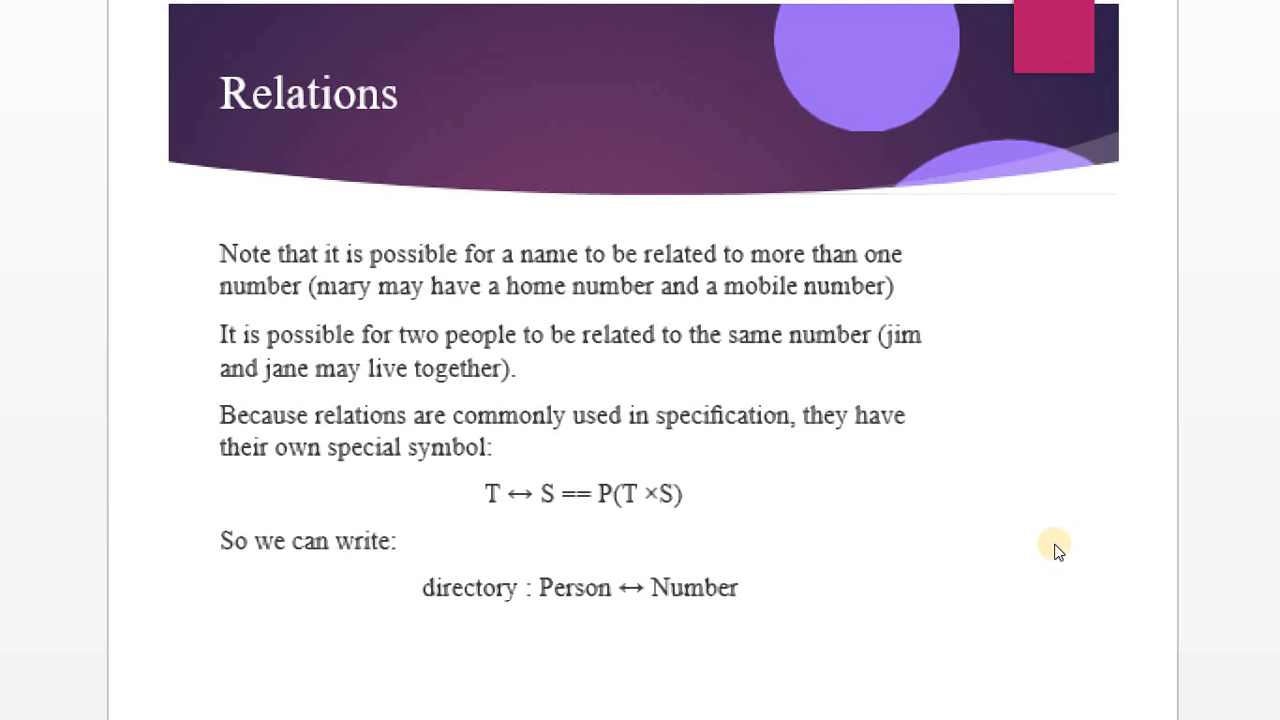 Relations
Note that it is possible for a name to be related to more than one
number (mary may have a home number and a mobile number)
It is possible for two people to be related to the same number (jim
and jane may live together).
Because relations are commonly used in specification, they have
their own special symbol:
T ↔ S == P(T ×S)
So we can write:
directory : Person ↔ Number